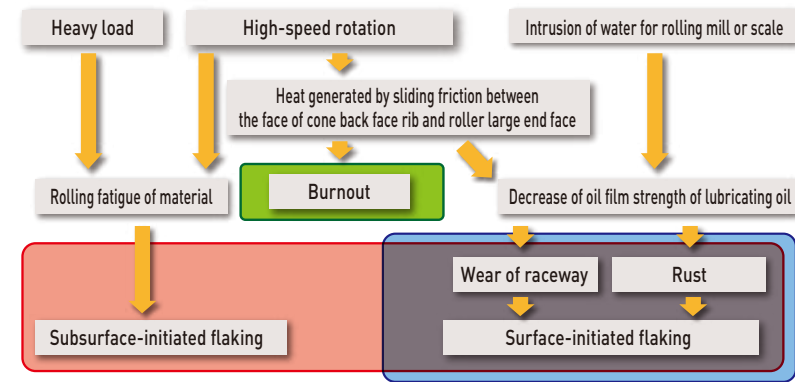 Heavy load
High-speed rotation
Intrusion of water for rolling mill or scale
Heat generated by sliding friction between
the face of cone back face rib and roller large end face
Rolling fatigue of material
Burnout
Decrease of oil film strength of lubricating oil
Wear of raceway
Rust
Subsurface-initiated flaking
Surface-initiated flaking